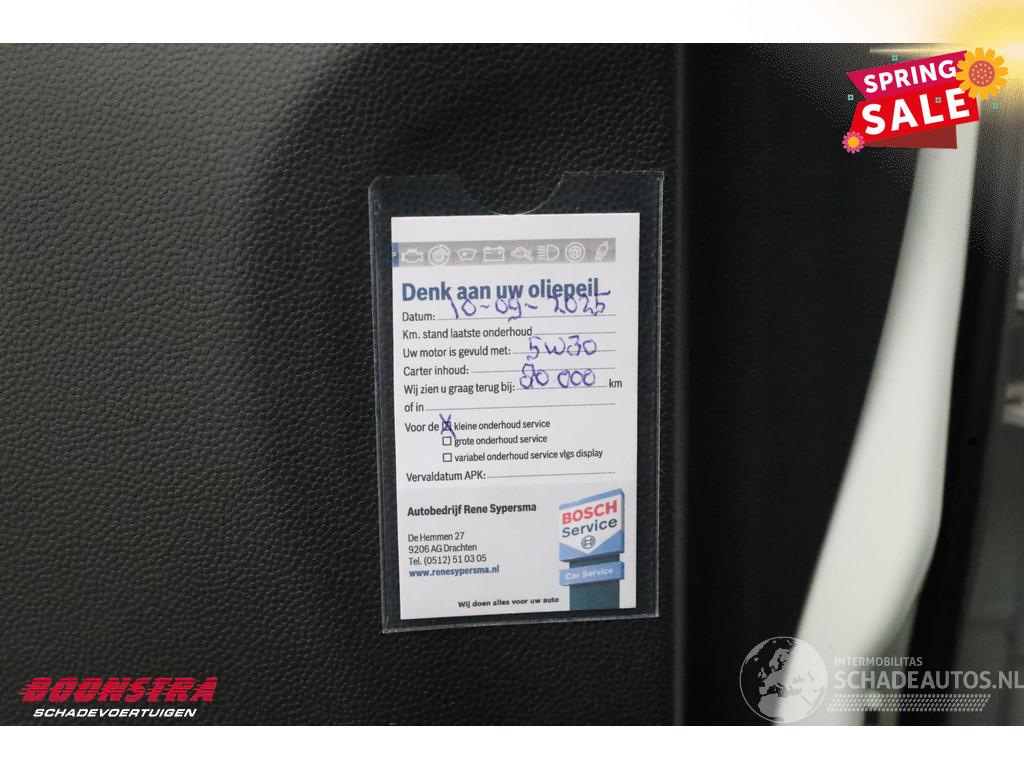 SPRING
SALE
Denk aan uw oliepeil
Datum: 10-09-2025
Km. stand laatste onderhoud
Uw motor is gevuld met: 5W30
Carter inhoud:
Wij zien u graag terug bij: 000 km
of in
Voor de X kleine onderhoud service
grote onderhoud service
variabel onderhoud service vlgs display
Vervaldatum APK:
Autobedrijf Rene Sypersma
De Hemmen 27
9206 AG Drachten
Tel. (0512) 51 03 05
www.renesypersma.nl
BOSCH
Service
Car Service
Wij doen alles voor uw auto
BOONSTRA
SCHADEVOERTUIGEN
INTERMOBILITAS
SCHADEAUTOS.NL